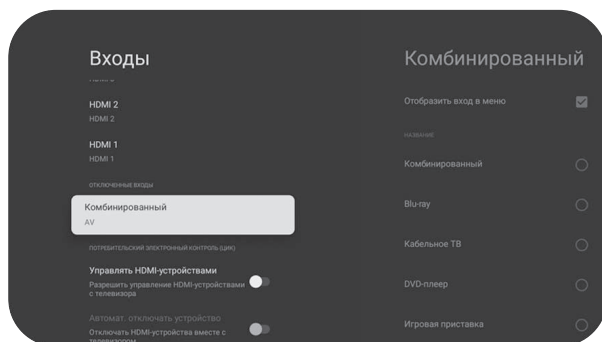 Входы
HDMI 2
HDMI 2
HDMI 1
HDMI 1
ОТКЛЮЧЕННЫЕ ВХОДЫ
Комбинированный
AV
ПОТРЕБИТЕЛЬСКИЙ ЭЛЕКТРОННЫЙ КОНТРОЛЬ (ЦИК)
Управлять HDMI-устройствами
Разрешить управление HDMI-устройствами
с телевизора
Автомат. отключать устройство
Отключать HDMI-устройства вместе с
телевизором
Комбинированный
Отобразить вход в меню
НАЗВАНИЕ
Комбинированный
Blu-ray
Кабельное ТВ
DVD-плеер
Игровая приставка